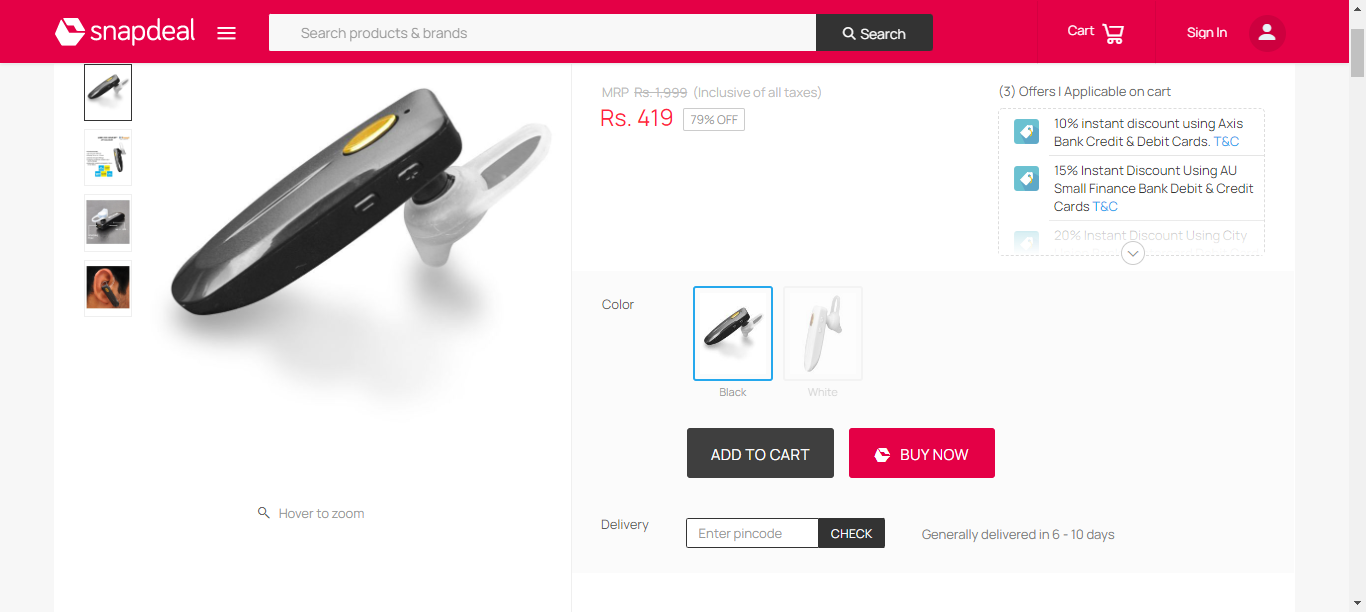 snapdeal
Search products & brands
Search
Cart
Sign In
MRP Rs. 1,999 (Inclusive of all taxes)
Rs. 419 79% OFF
(3) Offers | Applicable on cart
10% instant discount using Axis
Bank Credit & Debit Cards. T&C
15% Instant Discount Using AU
Small Finance Bank Debit & Credit
Cards T&C
20% Instant Discount Using City
Color
Black
White
ADD TO CART
BUY NOW
Hover to zoom
Delivery
Enter pincode
CHECK
Generally delivered in 6 - 10 days